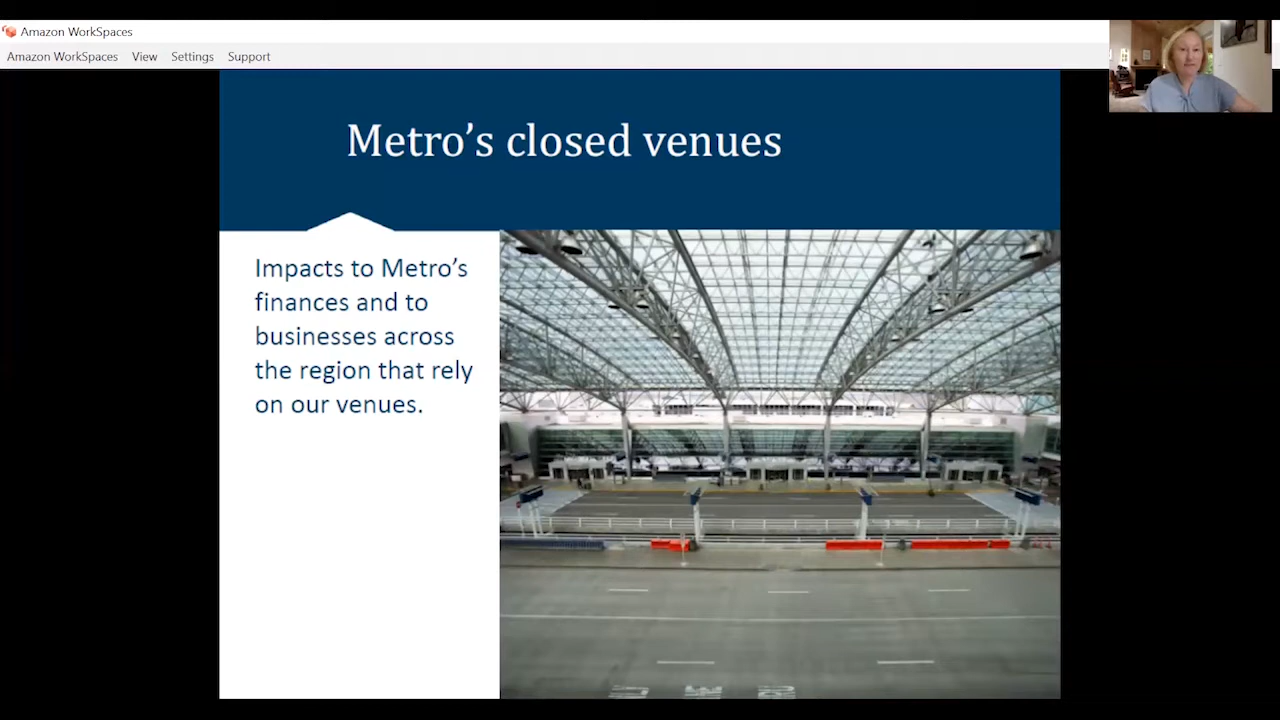 Amazon WorkSpaces
Amazon WorkSpaces View Settings Support
Metro’s closed venues
Impacts to Metro’s
finances and to
businesses across
the region that rely
on our venues.